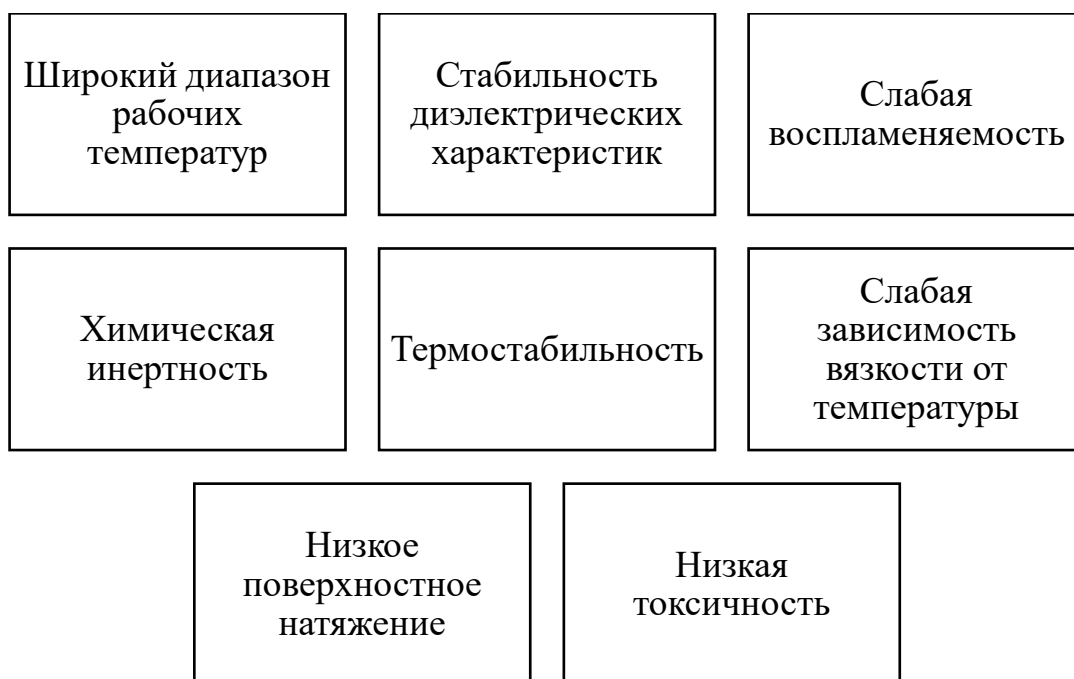 Широкий диапазон
рабочих
температур
Стабильность
диэлектрических
характеристик
Слабая
воспламеняемость
Химическая
инертность
Термостабильность
Слабая
зависимость
вязкости от
температуры
Низкое
поверхностное
натяжение
Низкая
токсичность